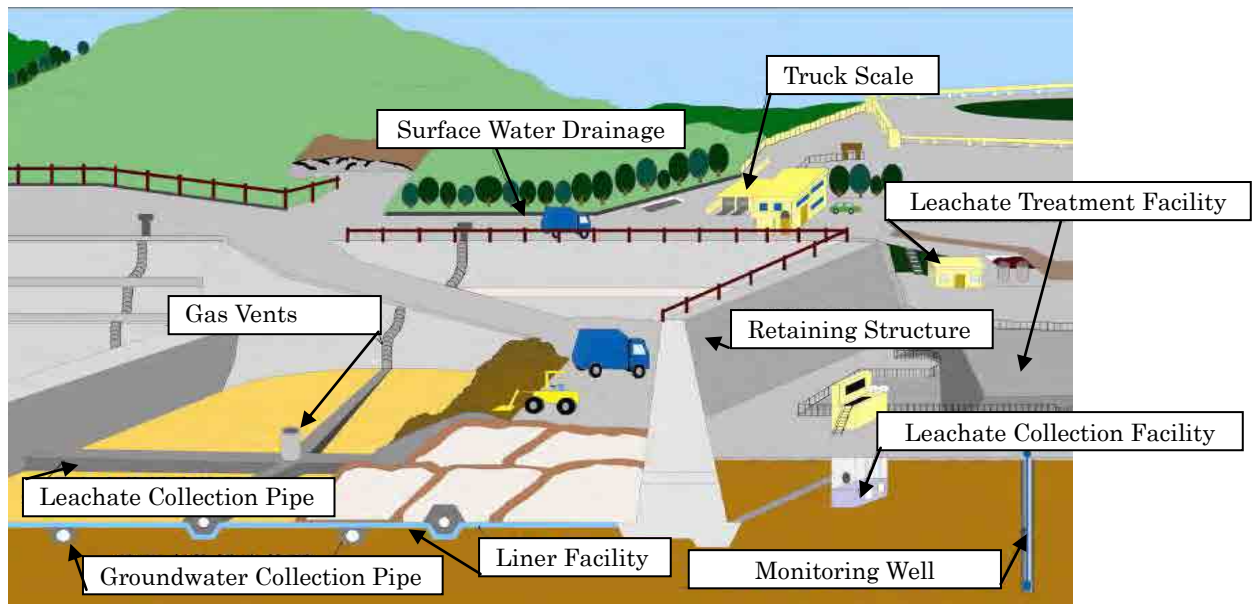 Truck Scale
Surface Water Drainage
Leachate Treatment Facility
Gas Vents
Retaining Structure
Leachate Collection Facility
Leachate Collection Pipe
Liner Facility
Monitoring Well
Groundwater Collection Pipe